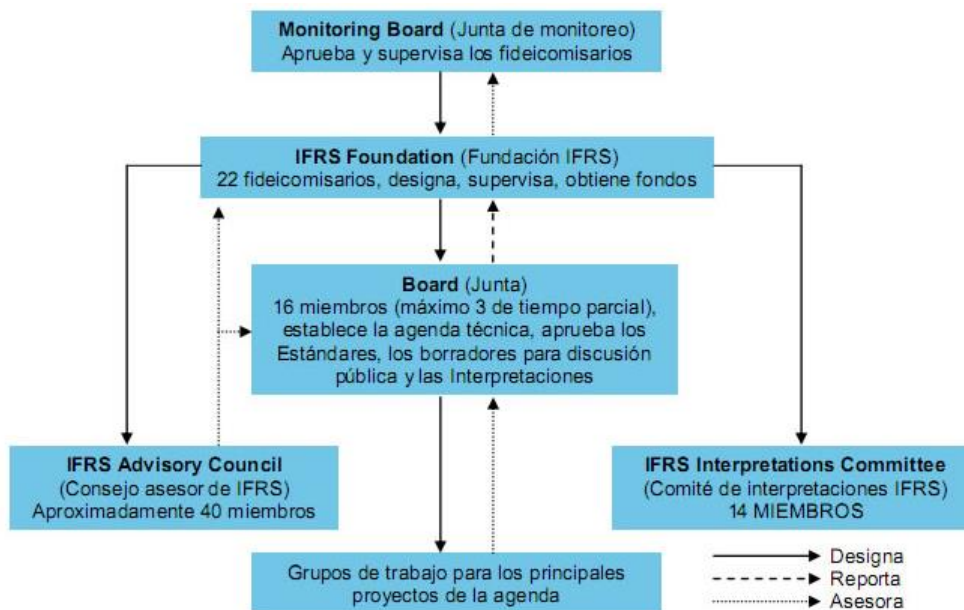 Monitoring Board (Junta de monitoreo)
Aprueba y supervisa los fideicomisarios
IFRS Foundation (Fundación IFRS)
22 fideicomisarios, designa, supervisa, obtiene fondos
Board (Junta)
16 miembros (máximo 3 de tiempo parcial),
establece la agenda técnica, aprueba los
Estándares, los borradores para discusión
pública y las Interpretaciones
IFRS Advisory Council
(Consejo asesor de IFRS)
Aproximadamente 40 miembros
IFRS Interpretations Committee
(Comité de interpretaciones IFRS)
14 MIEMBROS
Grupos de trabajo para los principales
proyectos de la agenda
Designa
Reporta
Asesora